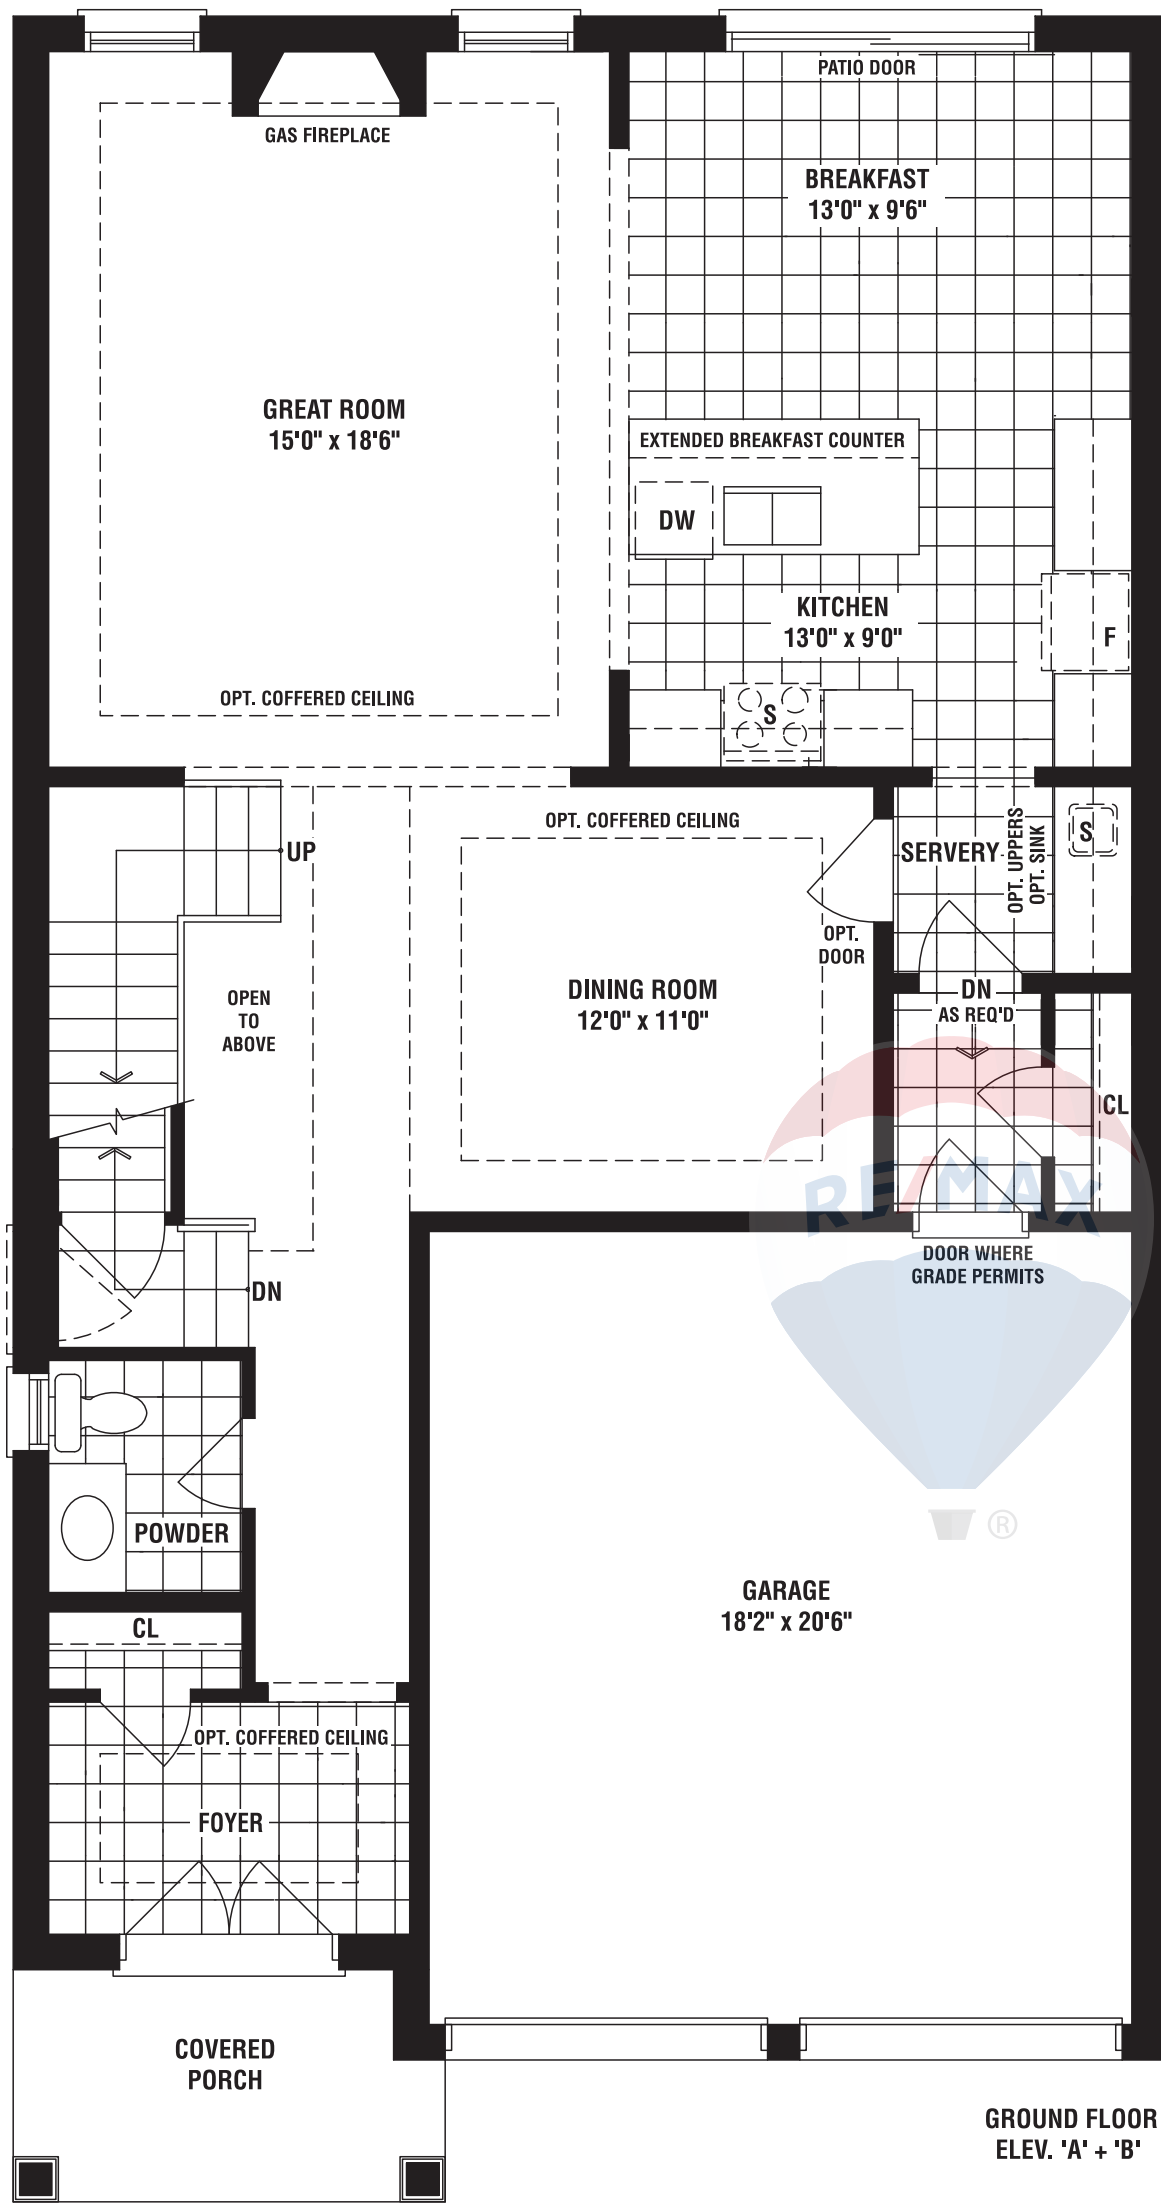 PATIO DOOR
GAS FIREPLACE
BREAKFAST
13'0" x 9'6"
GREAT ROOM
15'0" x 18'6"
EXTENDED BREAKFAST COUNTER
DW
KITCHEN
13'0" x 9'0"
F
OPT. COFFERED CEILING
S
OPT. COFFERED CEILING
UP
SERVERY
OPT. UPPERS
OPT. SINK
S
OPT.
DOOR
OPEN
TO
ABOVE
DINING ROOM
12'0" x 11'0"
DN
AS REQ'D
CL
RE/MAX
DOOR WHERE
GRADE PERMITS
DN
®
POWDER
GARAGE
18'2" x 20'6"
CL
OPT. COFFERED CEILING
FOYER
COVERED
PORCH
GROUND FLOOR
ELEV. 'A' + 'B'